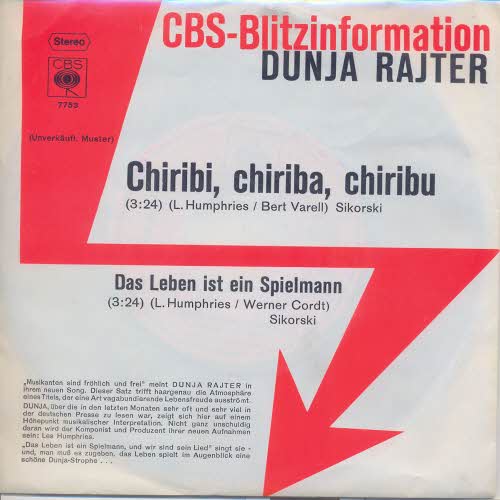 CBS-Blitzinformation
DUNJA RAJTER
Stereo
CBS
7753
(Unverkäufl. Muster)
Chiribi, chiriba, chiribu
(3:24) (L. Humphries / Bert Varell) Sikorski
Das Leben ist ein Spielmann
(3:24) (L. Humphries / Werner Cordt)
Sikorski
„Musikanten sind fröhlich und frei" meint DUNJA RAJTER in
ihrem neuen Song. Dieser Satz trifft haargenau die Atmosphäre
eines Titels, der eine Art vagabundierende Lebensfreude ausströmt.
DUNJA, über die in den letzten Monaten sehr oft und sehr viel in
der deutschen Presse zu lesen war, zeigt sich hier auf einem
Höhepunkt musikalischer Interpretation. Nicht ganz unschuldig
daran wird der Komponist und Produzent ihrer neuen Aufnahmen
sein: Les Humphries.
„Das Leben ist ein Spielmann, und wir sind sein Lied" singt sie -
und, man muß es zugeben, das Leben spielt im Augenblick eine
schöne Dunja-Strophe . . .